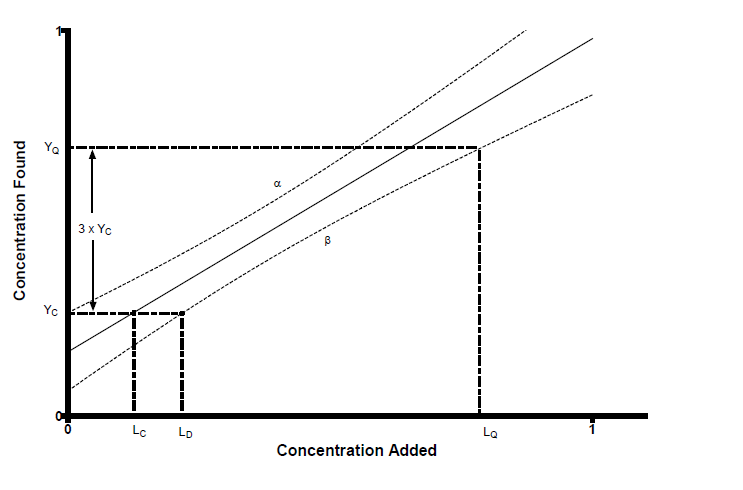 1
Concentration Found
YQ
α
3 x YC
β
YC
0
0
LC
LD
LQ
1
Concentration Added